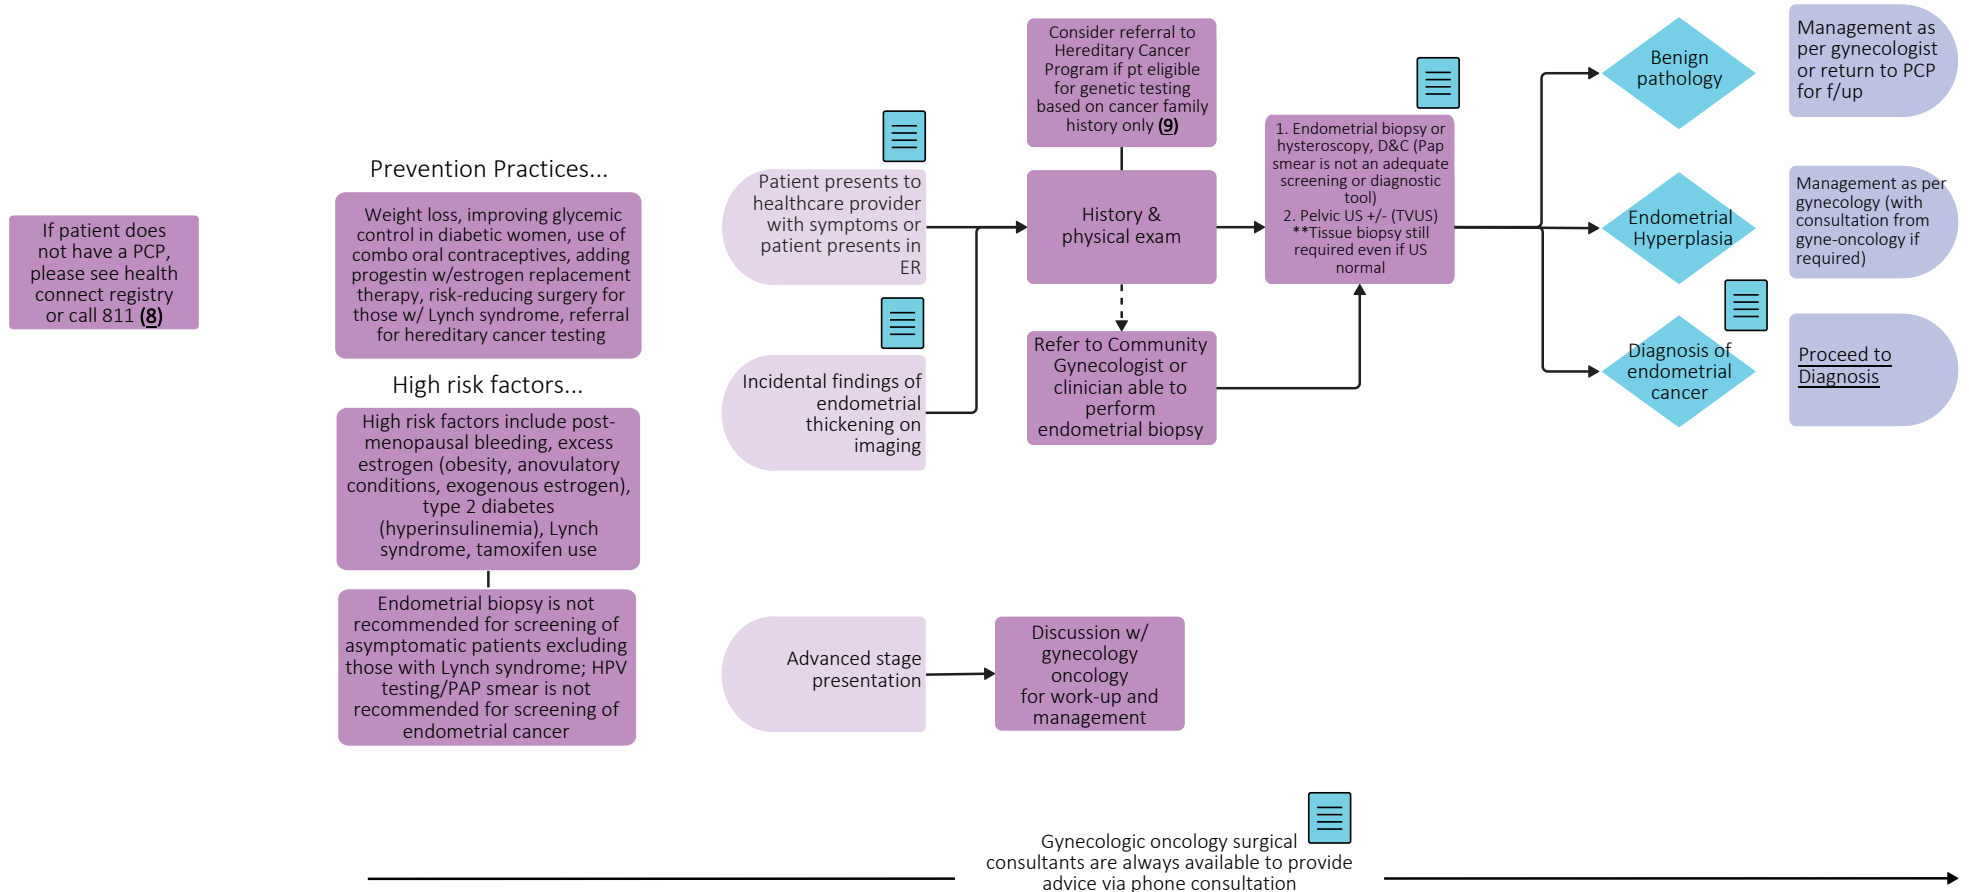 If patient does
not have a PCP,
please see health
connect registry
or call 811 (8)
Prevention Practices...
Weight loss, improving glycemic
control in diabetic women, use of
combo oral contraceptives, adding
progestin w/estrogen replacement
therapy, risk-reducing surgery for
those w/ Lynch syndrome, referral
for hereditary cancer testing
High risk factors...
High risk factors include post-
menopausal bleeding, excess
estrogen (obesity, anovulatory
conditions, exogenous estrogen),
type 2 diabetes
(hyperinsulinemia), Lynch
syndrome, tamoxifen use
Endometrial biopsy is not
recommended for screening of
asymptomatic patients excluding
those with Lynch syndrome; HPV
testing/PAP smear is not
recommended for screening of
endometrial cancer
Patient presents to
healthcare provider
with symptoms or
patient presents in
ER
Incidental findings of
endometrial
thickening on
imaging
Advanced stage
presentation
Consider referral to
Hereditary Cancer
Program if pt eligible
for genetic testing
based on cancer family
history only (9)
History &
physical exam
Refer to Community
Gynecologist or
clinician able to
perform
endometrial biopsy
Discussion w/
gynecology
oncology
for work-up and
management
1. Endometrial biopsy or
hysteroscopy, D&C (Pap
smear is not an adequate
screening or diagnostic
tool)
2. Pelvic US +/- (TVUS)
**Tissue biopsy still
required even if US
normal
Benign
pathology
Management as
per gynecologist
or return to PCP
for f/up
Endometrial
Hyperplasia
Management as per
gynecology (with
consultation from
gyne-oncology if
required)
Diagnosis of
endometrial
cancer
Proceed to
Diagnosis
Gynecologic oncology surgical
consultants are always available to provide
advice via phone consultation